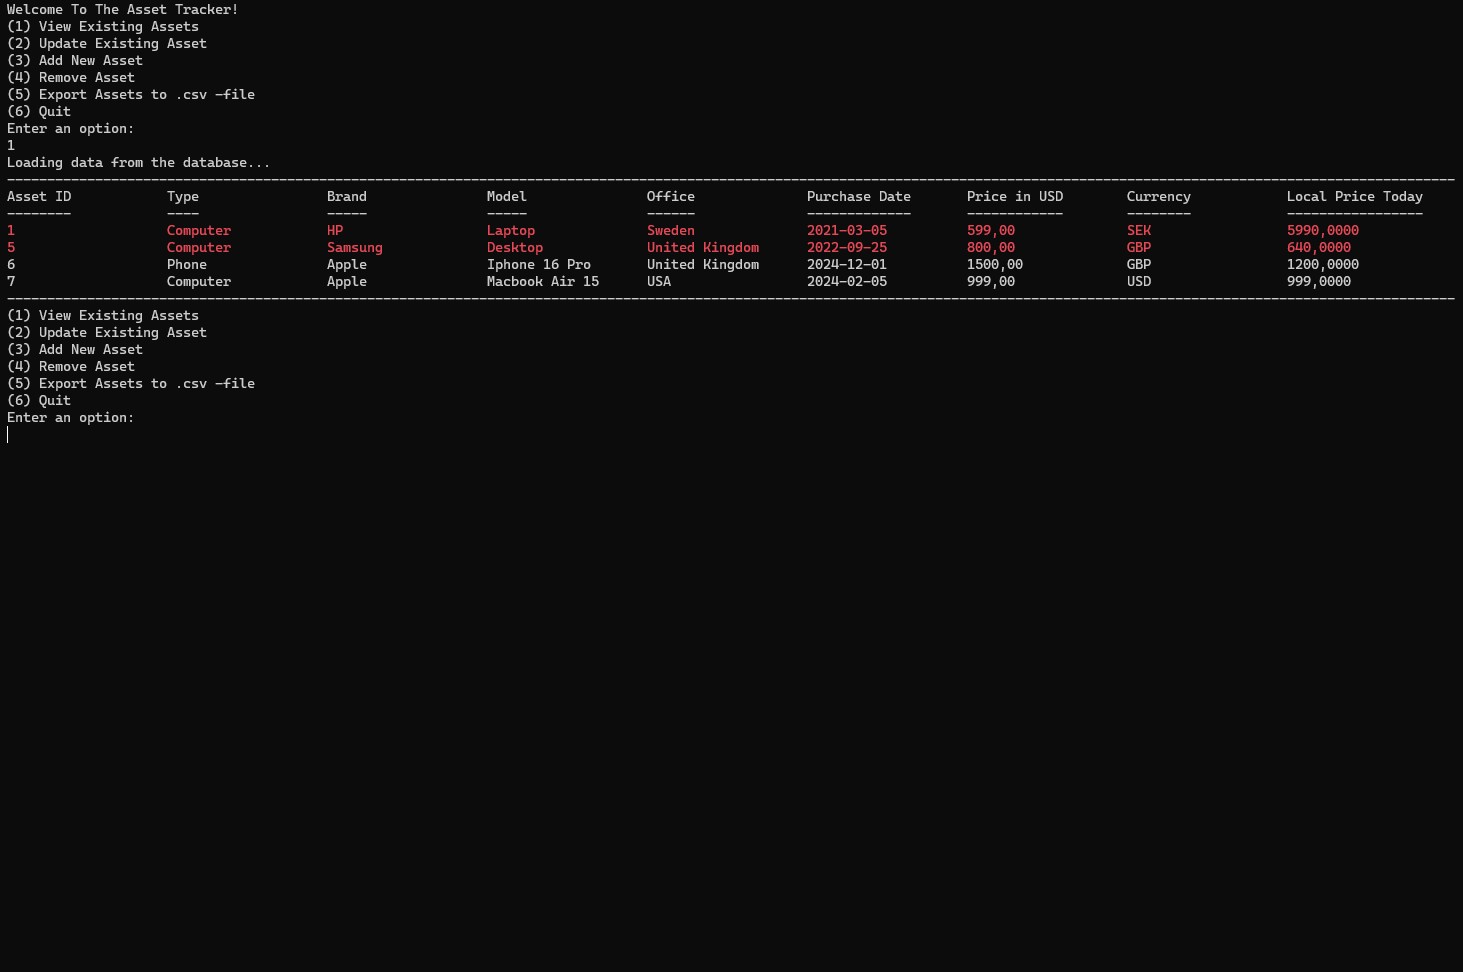 Welcome To The Asset Tracker!
(1) View Existing Assets
(2) Update Existing Asset
(3) Add New Asset
(4) Remove Asset
(5) Export Assets to .csv -file
(6) Quit
Enter an option:
1
Loading data from the database...
Asset ID Type Brand Model Office Purchase Date Price in USD Currency Local Price Today
-------- ---- ----- ----- ------ ------------- ------------ -------- -----------------
1 Computer HP Laptop Sweden 2021-03-05 599,00 SEK 5990,0000
5 Computer Samsung Desktop United Kingdom 2022-09-25 800,00 GBP 640,0000
6 Phone Apple Iphone 16 Pro United Kingdom 2024-12-01 1500,00 GBP 1200,0000
7 Computer Apple Macbook Air 15 USA 2024-02-05 999,00 USD 999,0000
(1) View Existing Assets
(2) Update Existing Asset
(3) Add New Asset
(4) Remove Asset
(5) Export Assets to .csv -file
(6) Quit
Enter an option: